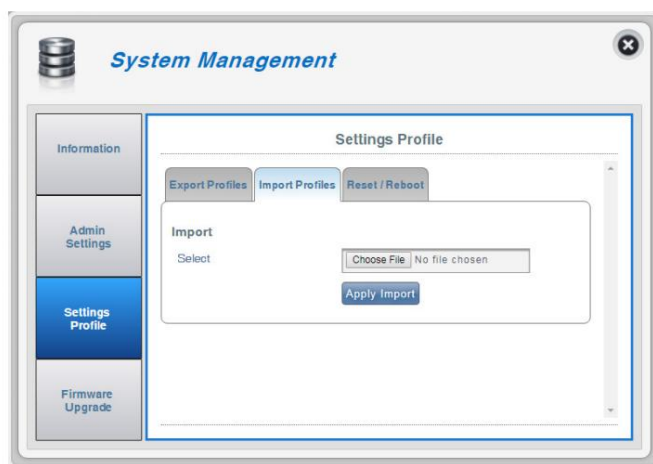 System Management
Information
Admin
Settings
Settings
Profile
Firmware
Upgrade
Settings Profile
Export Profiles Import Profiles Reset / Reboot
Import
Select Choose File No file chosen
Apply Import